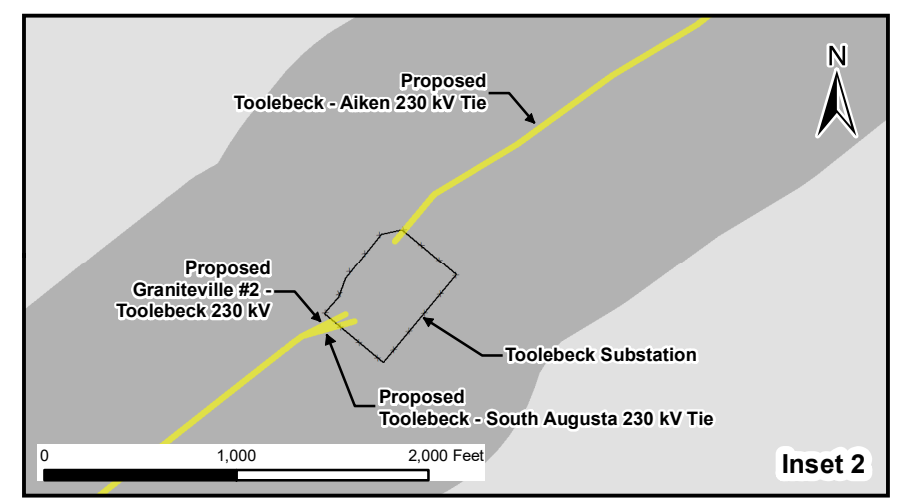 Proposed
Toolebeck - Aiken 230 kV Tie
N
Proposed
Graniteville #2 -
Toolebeck 230 kV
Toolebeck Substation
Proposed
Toolebeck - South Augusta 230 kV Tie
0 1,000 2,000 Feet
Inset 2